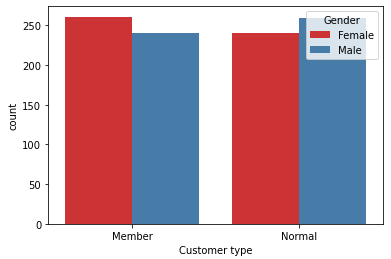 250
200
150
100
50
0
count
Member
Normal
Customer type
Gender
Female
Male